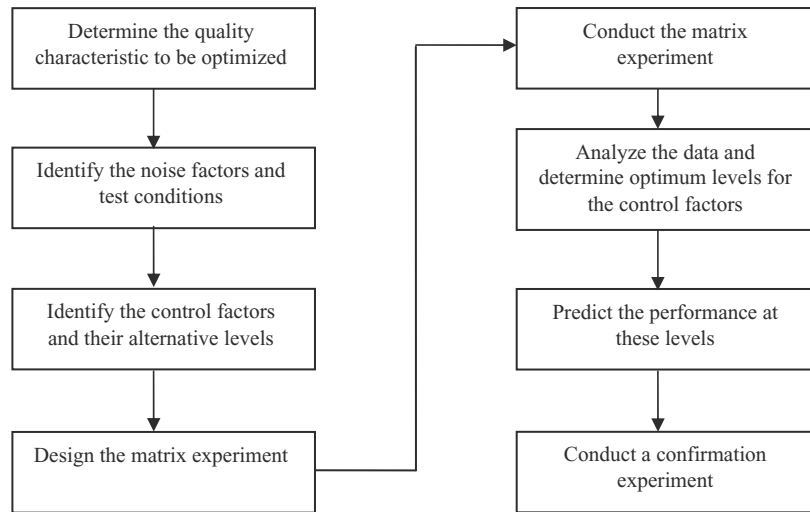 Determine the quality
characteristic to be optimized
Identify the noise factors and
test conditions
Identify the control factors
and their alternative levels
Design the matrix experiment
Conduct the matrix
experiment
Analyze the data and
determine optimum levels for
the control factors
Predict the performance at
these levels
Conduct a confirmation
experiment